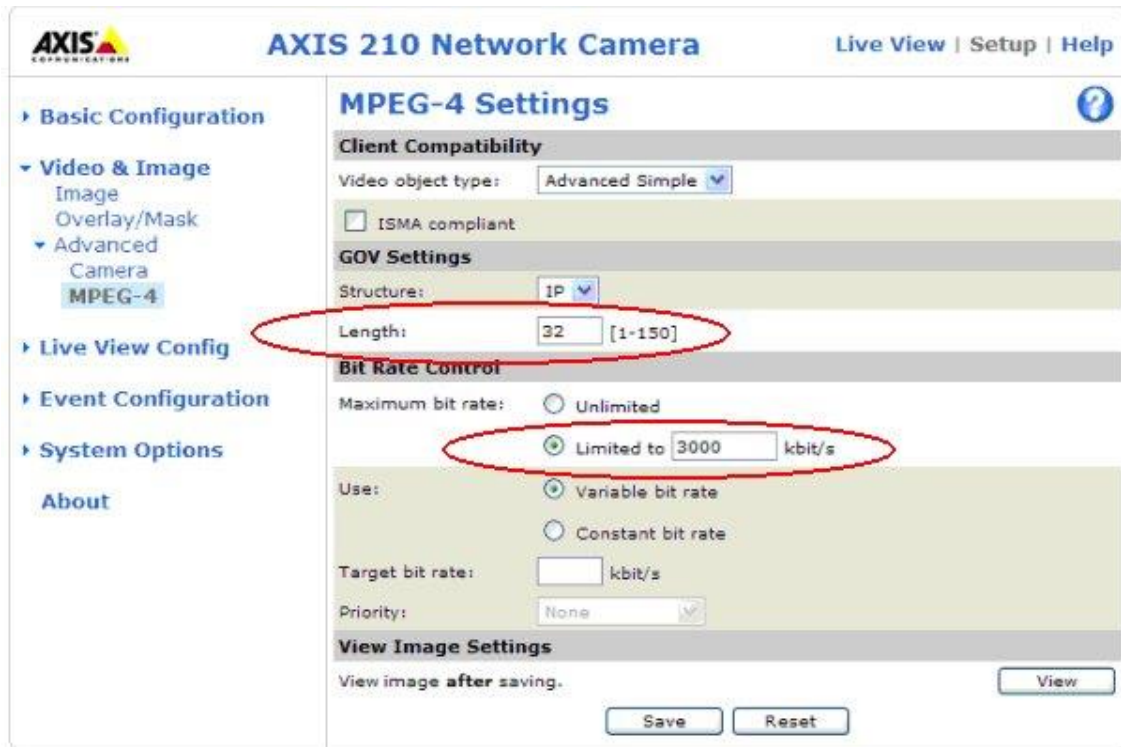 AXIS
COMMUNICATIONS
AXIS 210 Network Camera
Live View | Setup | Help
Basic Configuration
Video & Image
Image
Overlay/Mask
Advanced
Camera
MPEG-4
Live View Config
Event Configuration
System Options
About
MPEG-4 Settings
?
Client Compatibility
Video object type: Advanced Simple
ISMA compliant
GOV Settings
Structure: IP
Length: 32 [1-150]
Bit Rate Control
Maximum bit rate: Unlimited
Limited to 3000 kbit/s
Use: Variable bit rate
Constant bit rate
Target bit rate: kbit/s
Priority: None
View Image Settings
View image after saving. View
Save Reset